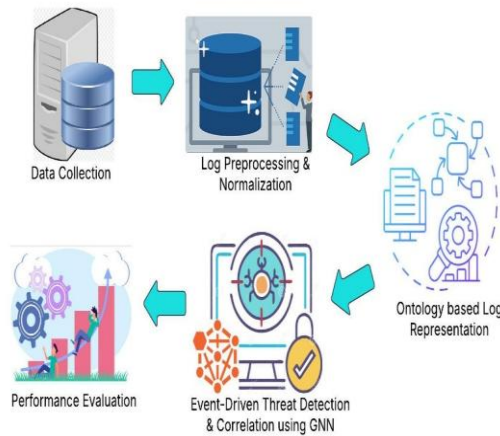 Data Collection
Log Preprocessing &
Normalization
Ontology based Log
Representation
Event-Driven Threat Detection
& Correlation using GNN
Performance Evaluation